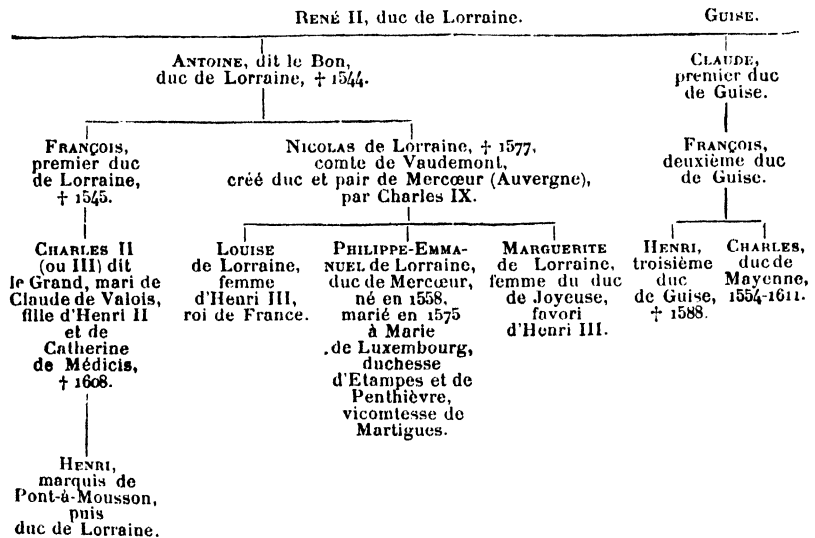 RENÉ II, duc de Lorraine.
GUISE.
ANTOINE, dit le Bon,
duc de Lorraine, † 1544.
CLAUDE,
premier duc
de Guise.
FRANÇOIS,
premier duc
de Lorraine,
† 1545.
NICOLAS de Lorraine, † 1577,
comte de Vaudemont,
créé duc et pair de Mercœur (Auvergne),
par Charles IX.
FRANÇOIS,
deuxième duc
de Guise.
CHARLES II
(ou III) dit
le Grand, mari de
Claude de Valois,
fille d'Henri II
et de
Catherine
de Médicis,
† 1608.
LOUISE
de Lorraine,
femme
d'Henri III,
roi de France.
PHILIPPE-EMMA-
NUEL de Lorraine,
duc de Mercœur,
né en 1558,
marié en 1575
à Marie
de Luxembourg,
duchesse
d'Etampes et de
Penthièvre,
vicomtesse de
Martigues.
MARGUERITE
de Lorraine,
femme du duc
de Joyeuse,
favori
d'Henri III.
HENRI,
troisième
duc
de Guise,
† 1588.
CHARLES,
duc de
Mayenne,
1554-1611.
HENRI,
marquis de
Pont-à-Mousson,
puis
duc de Lorraine.